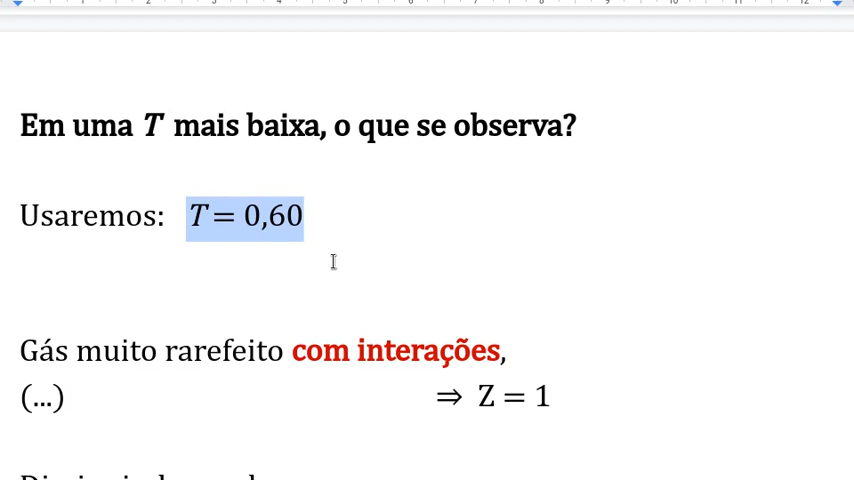 Em uma T mais baixa, o que se observa?
Usaremos: T = 0,60
Gás muito rarefeito com interações,
(...) ⇒ Z = 1